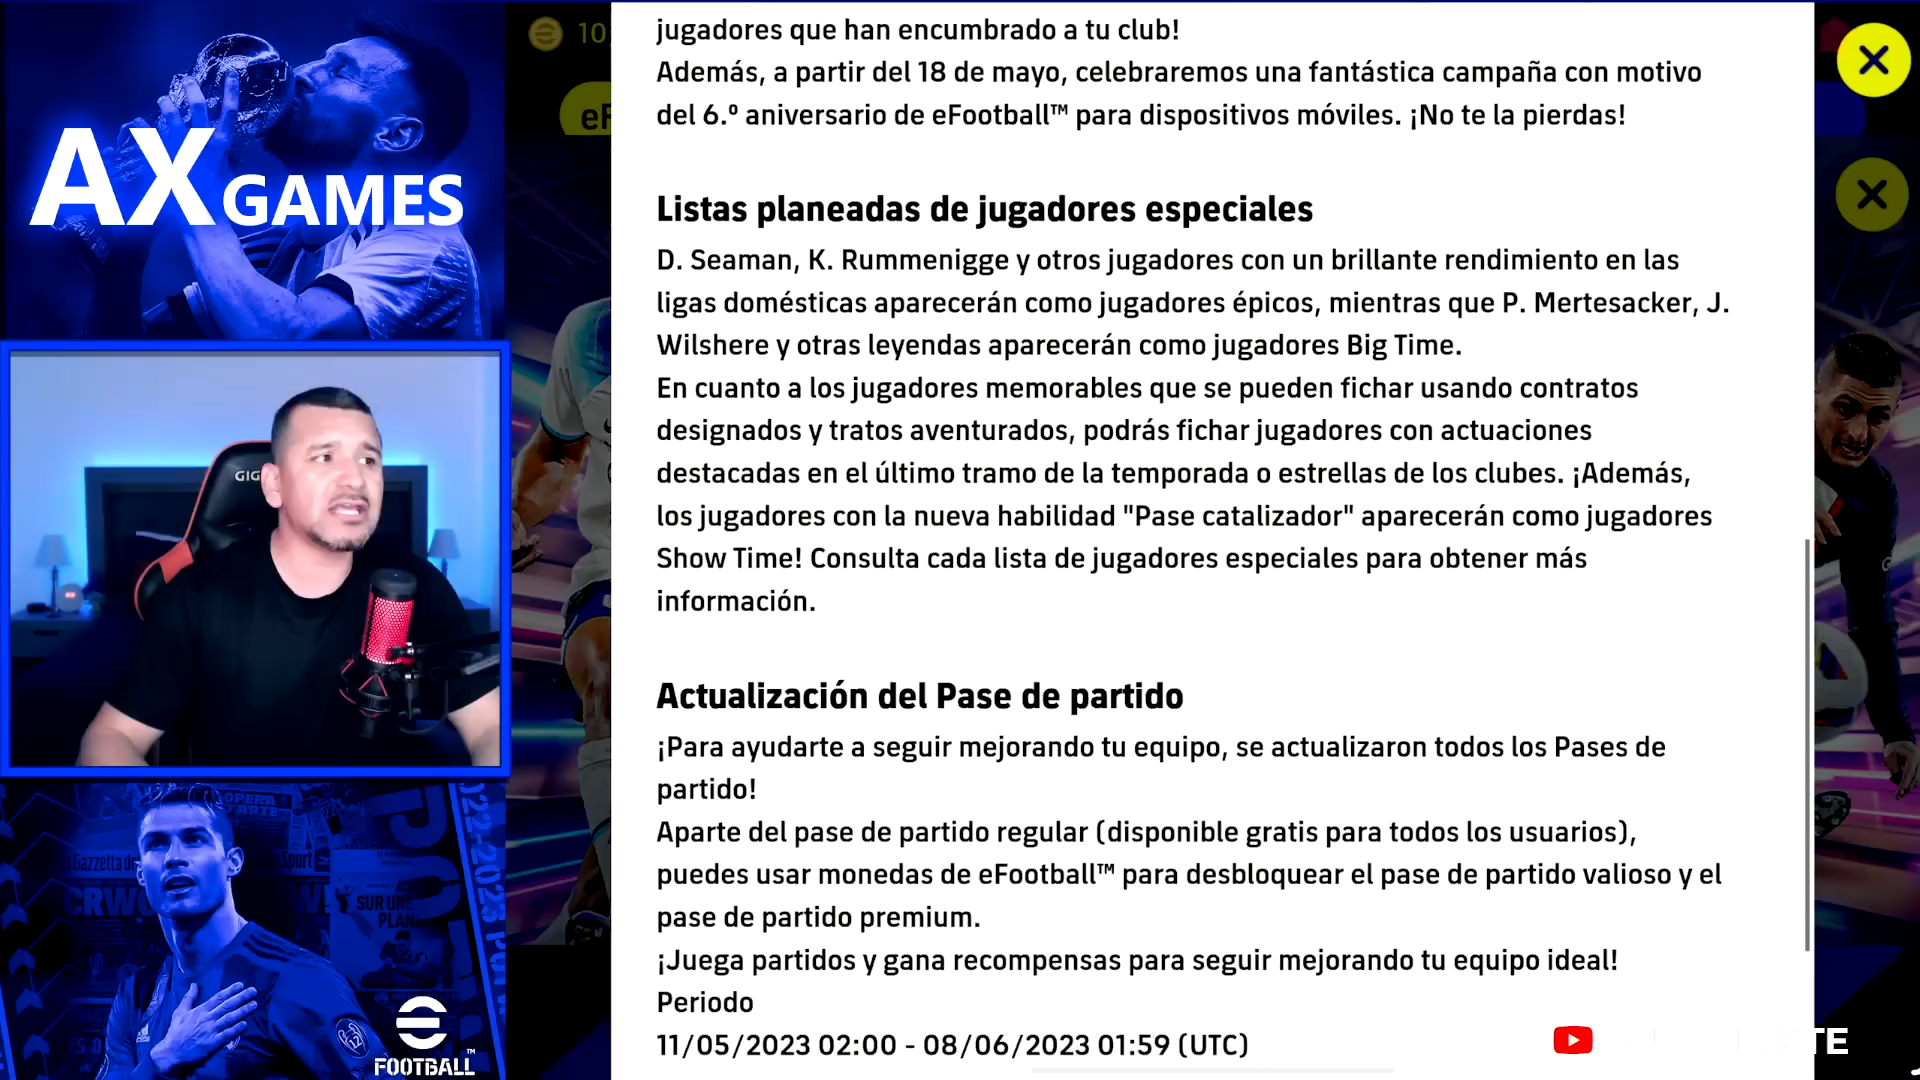 AX GAMES
GIG
OPERA
D'ARTE
CRW
SUR UNE
FOOTBALL™
10
eF
jugadores que han encumbrado a tu club!
Además, a partir del 18 de mayo, celebraremos una fantástica campaña con motivo
del 6.º aniversario de eFootball™ para dispositivos móviles. ¡No te la pierdas!
Listas planeadas de jugadores especiales
D. Seaman, K. Rummenigge y otros jugadores con un brillante rendimiento en las
ligas domésticas aparecerán como jugadores épicos, mientras que P. Mertesacker, J.
Wilshere y otras leyendas aparecerán como jugadores Big Time.
En cuanto a los jugadores memorables que se pueden fichar usando contratos
designados y tratos aventurados, podrás fichar jugadores con actuaciones
destacadas en el último tramo de la temporada o estrellas de los clubes. ¡Además,
los jugadores con la nueva habilidad "Pase catalizador" aparecerán como jugadores
Show Time! Consulta cada lista de jugadores especiales para obtener más
información.
Actualización del Pase de partido
¡Para ayudarte a seguir mejorando tu equipo, se actualizaron todos los Pases de
partido!
Aparte del pase de partido regular (disponible gratis para todos los usuarios),
puedes usar monedas de eFootball™ para desbloquear el pase de partido valioso y el
pase de partido premium.
¡Juega partidos y gana recompensas para seguir mejorando tu equipo ideal!
Periodo
11/05/2023 02:00 - 08/06/2023 01:59 (UTC)
TE